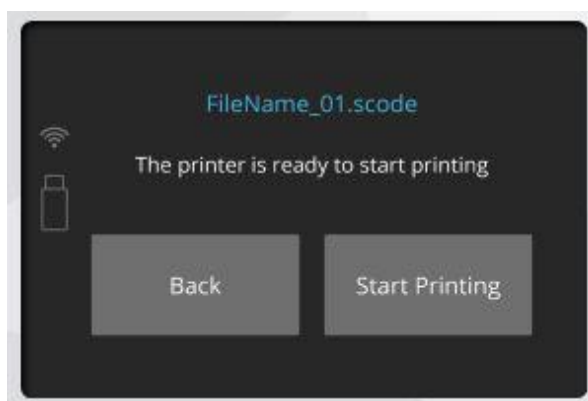 FileName_01.scode
The printer is ready to start printing
Back
Start Printing